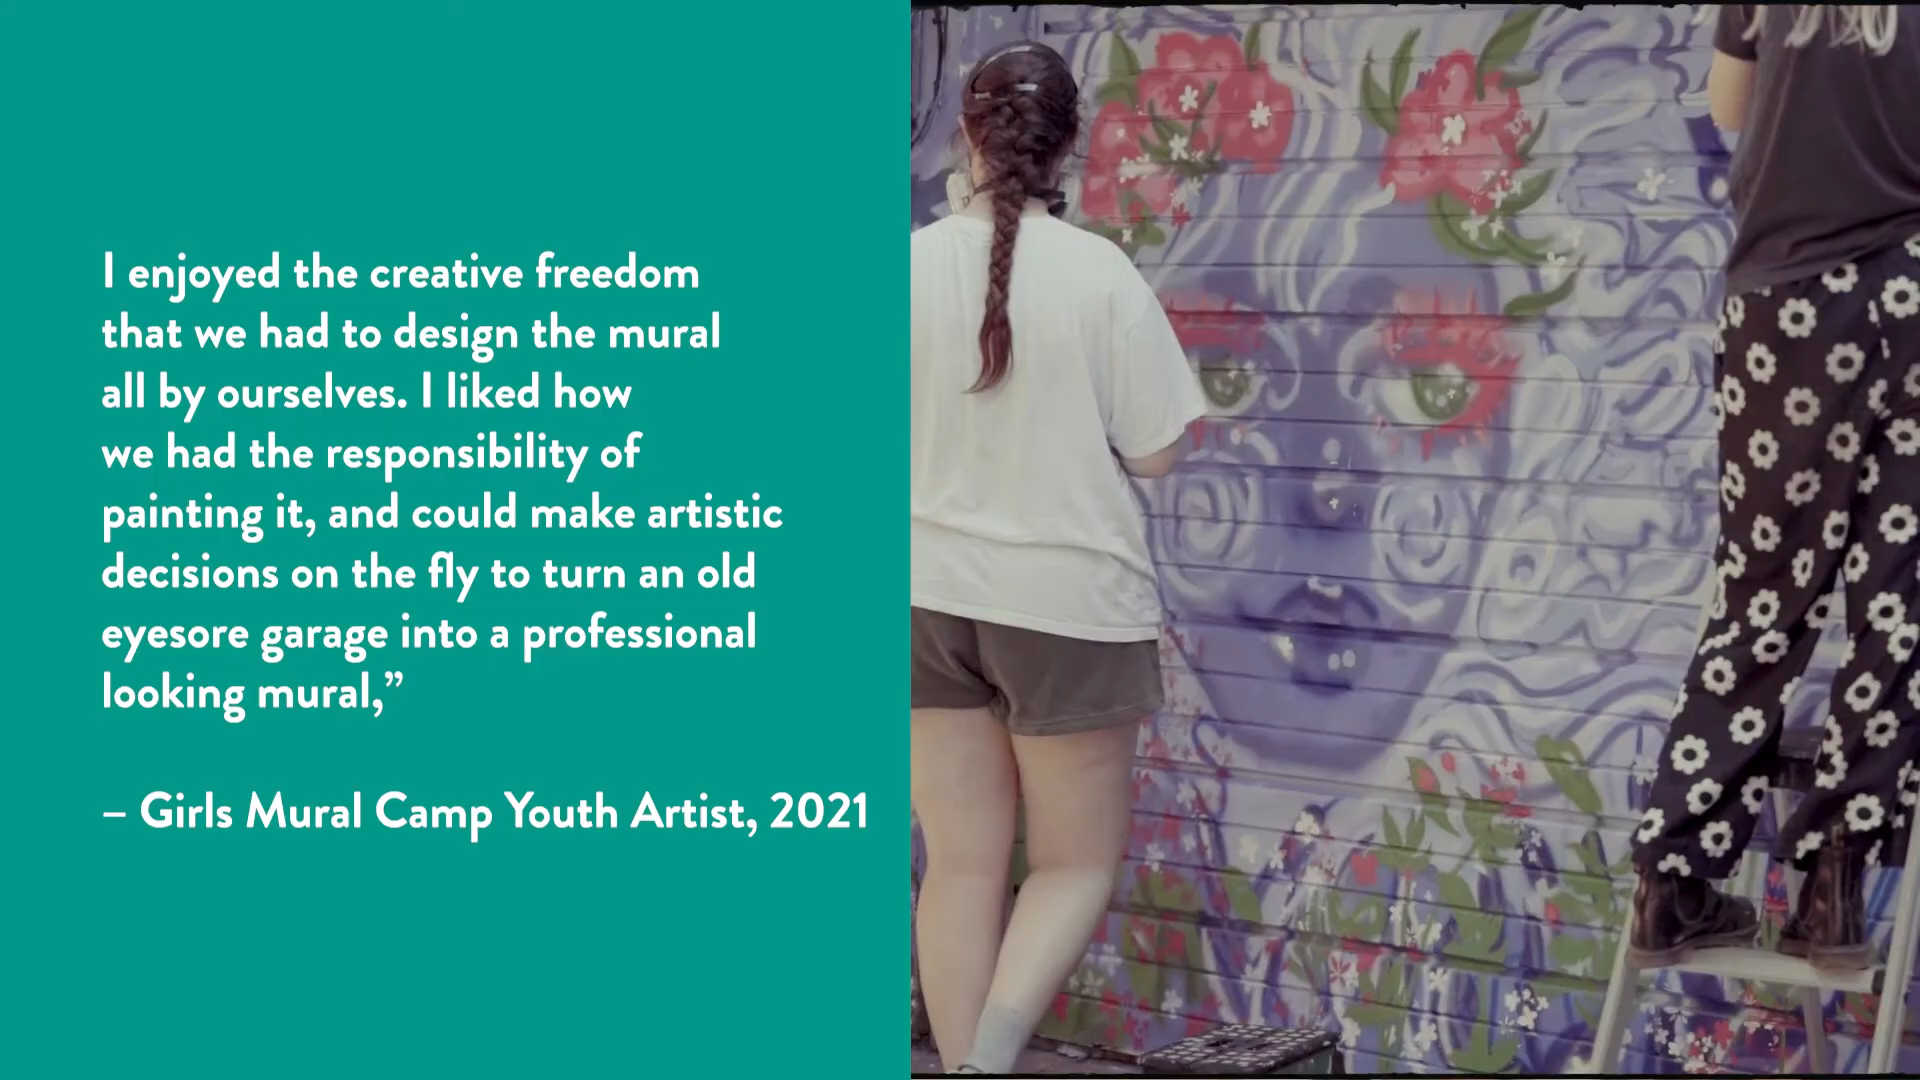 I enjoyed the creative freedom
that we had to design the mural
all by ourselves. I liked how
we had the responsibility of
painting it, and could make artistic
decisions on the fly to turn an old
eyesore garage into a professional
looking mural,”
– Girls Mural Camp Youth Artist, 2021